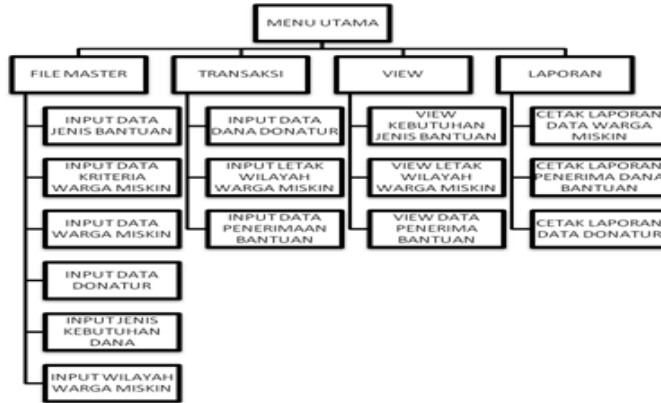 MENU UTAMA
FILE MASTER
TRANSAKSI
VIEW
LAPORAN
INPUT DATA
JENIS BANTUAN
INPUT DATA
KRITERIA
WARGA MISKIN
INPUT DATA
WARGA MISKIN
INPUT DATA
DONATUR
INPUT JENIS
KEBUTUHAN
DANA
INPUT WILAYAH
WARGA MISKIN
INPUT DATA
DANA DONATUR
INPUT LETAK
WILAYAH
WARGA MISKIN
INPUT DATA
PENERIMAAN
BANTUAN
VIEW
KEBUTUHAN
JENIS BANTUAN
VIEW LETAK
WILAYAH
WARGA MISKIN
VIEW DATA
PENERIMA
BANTUAN
CETAK LAPORAN
DATA WARGA
MISKIN
CETAK LAPORAN
PENERIMA DANA
BANTUAN
CETAK LAPORAN
DATA DONATUR